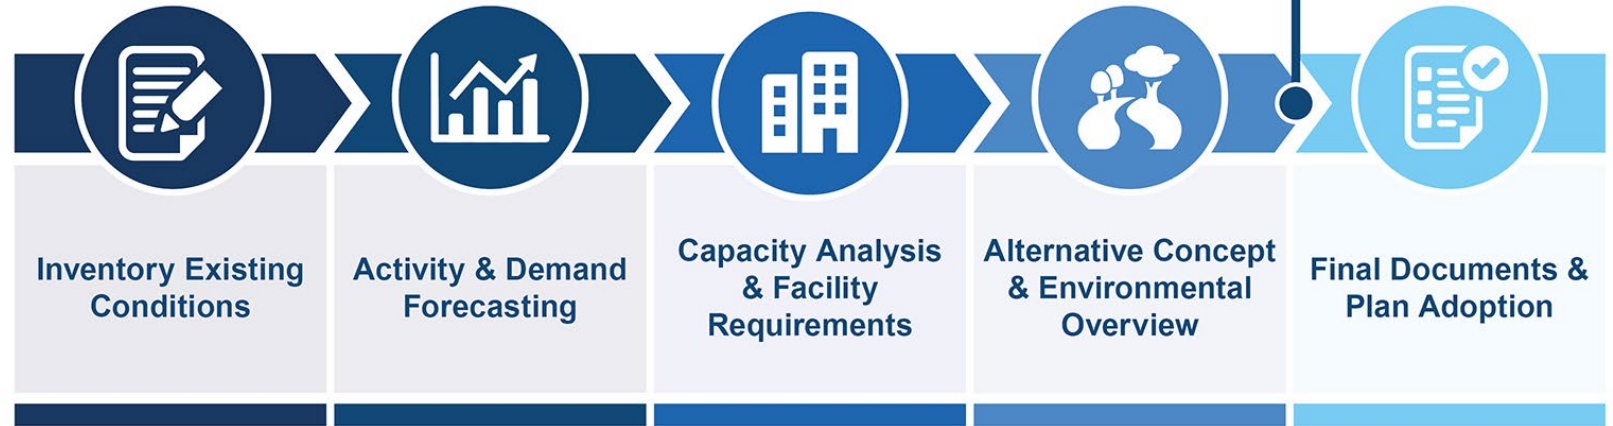 Inventory Existing
Conditions
Activity & Demand
Forecasting
Capacity Analysis
& Facility
Requirements
Alternative Concept
& Environmental
Overview
Final Documents &
Plan Adoption